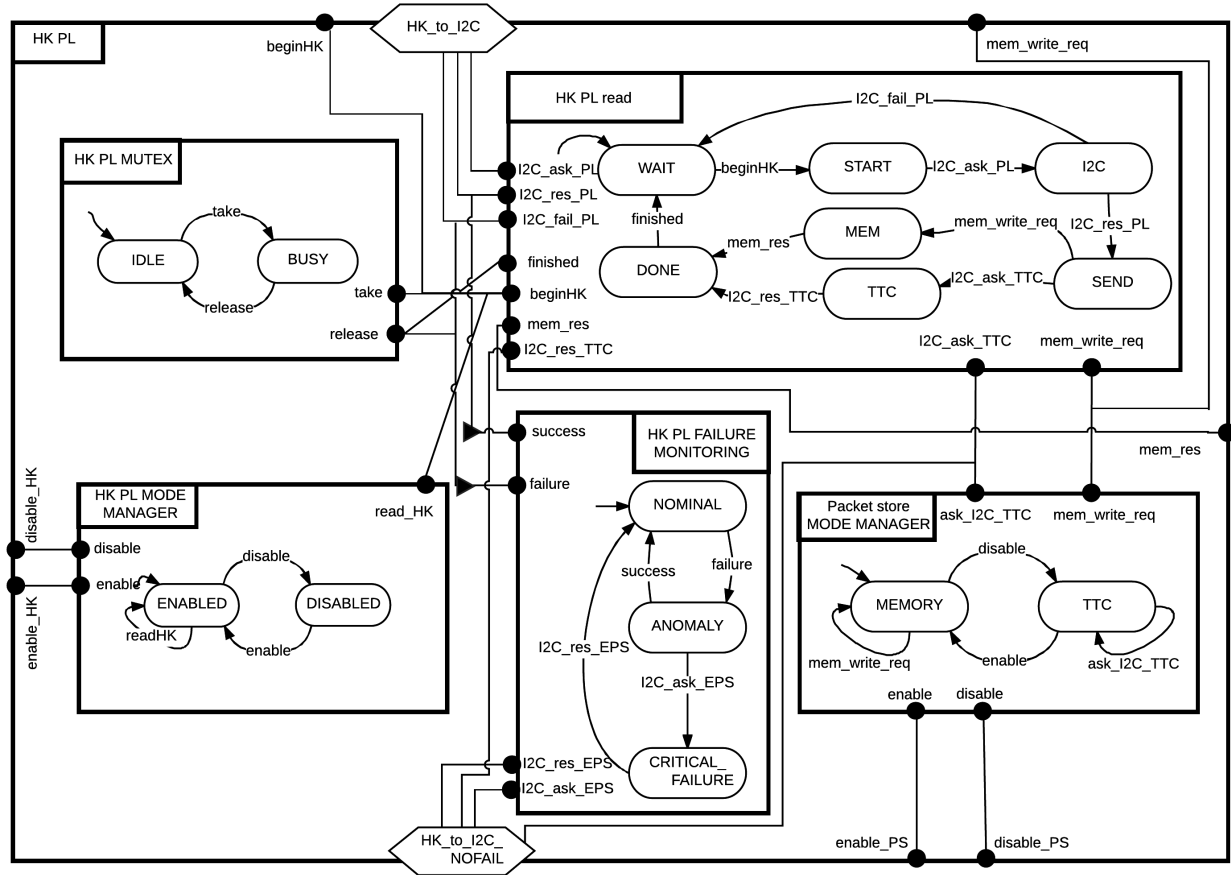 HK_to_I2C
HK PL
beginHK
mem_write_req
HK PL read
I2C_fail_PL
I2C_ask_PL
WAIT
beginHK
START
I2C_ask_PL
I2C
I2C_res_PL
I2C_fail_PL
finished
mem_write_req
I2C_res_PL
MEM
mem_res
finished
DONE
I2C_res_TTC
TTC
I2C_ask_TTC
SEND
beginHK
mem_res
I2C_res_TTC
I2C_ask_TTC
mem_write_req
HK PL MUTEX
take
IDLE
BUSY
release
take
release
mem_res
HK PL FAILURE
MONITORING
success
failure
NOMINAL
success
failure
ANOMALY
I2C_res_EPS
I2C_ask_EPS
CRITICAL_
FAILURE
I2C_res_EPS
I2C_ask_EPS
HK PL MODE
MANAGER
read_HK
disable_HK
enable_HK
disable
enable
disable
ENABLED
DISABLED
readHK
enable
Packet store
MODE MANAGER
ask_I2C_TTC
mem_write_req
disable
MEMORY
TTC
mem_write_req
enable
ask_I2C_TTC
enable
disable
enable_PS
disable_PS
HK_to_I2C_
NOFAIL